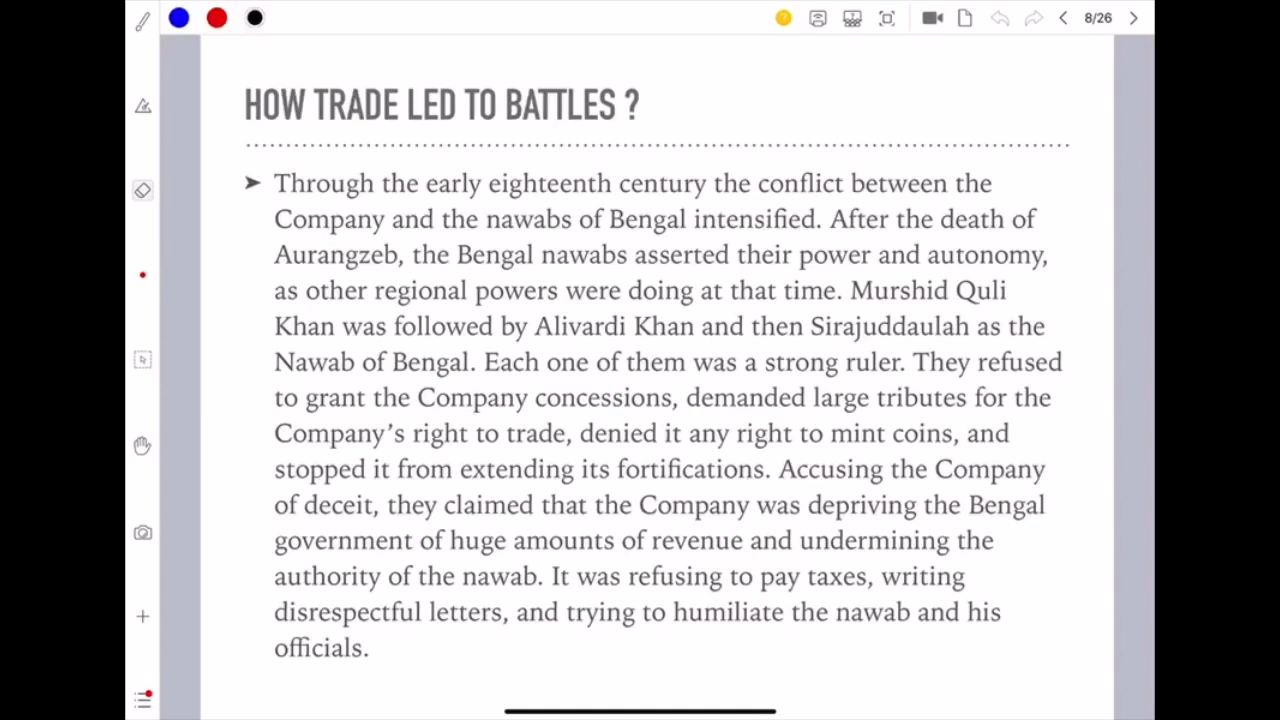 8/26
HOW TRADE LED TO BATTLES ?
➤ Through the early eighteenth century the conflict between the
Company and the nawabs of Bengal intensified. After the death of
Aurangzeb, the Bengal nawabs asserted their power and autonomy,
as other regional powers were doing at that time. Murshid Quli
Khan was followed by Alivardi Khan and then Sirajuddaulah as the
Nawab of Bengal. Each one of them was a strong ruler. They refused
to grant the Company concessions, demanded large tributes for the
Company’s right to trade, denied it any right to mint coins, and
stopped it from extending its fortifications. Accusing the Company
of deceit, they claimed that the Company was depriving the Bengal
government of huge amounts of revenue and undermining the
authority of the nawab. It was refusing to pay taxes, writing
disrespectful letters, and trying to humiliate the nawab and his
officials.